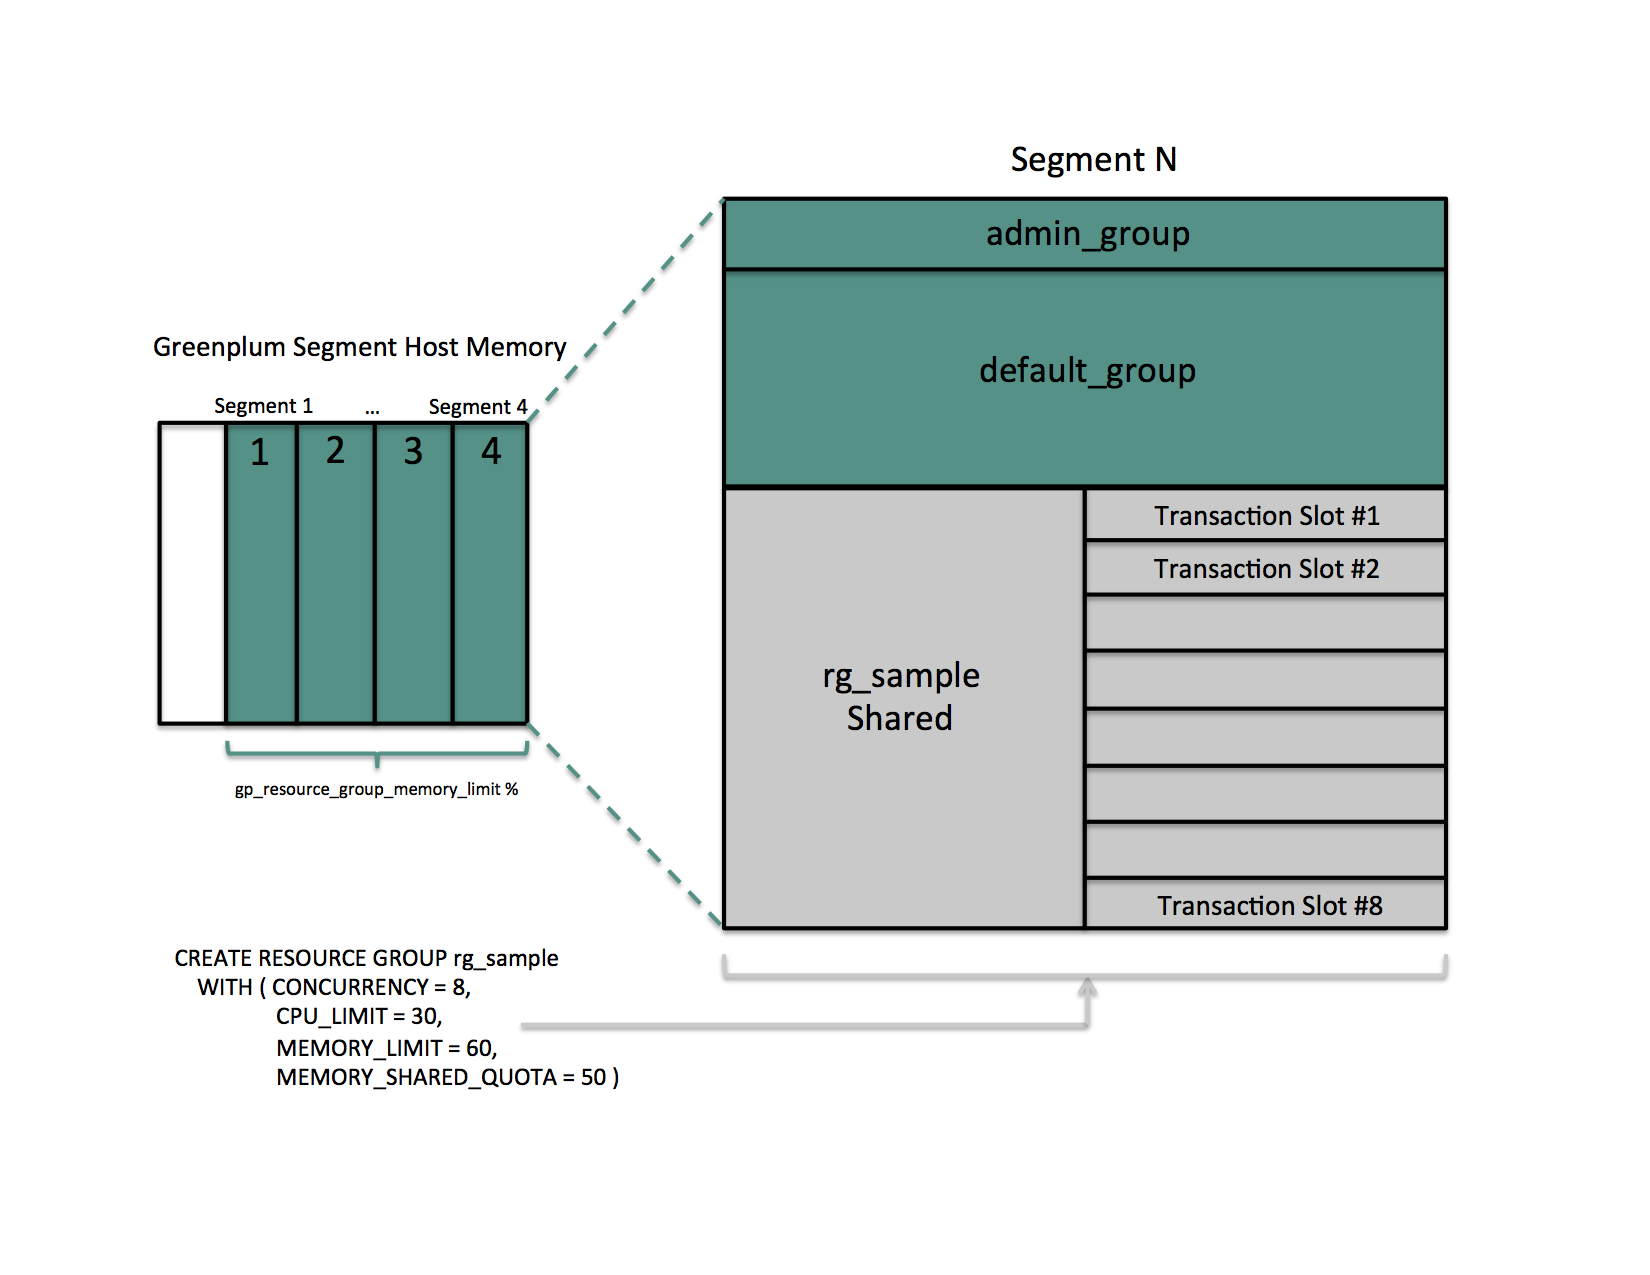 Segment N
admin_group
default_group
Greenplum Segment Host Memory
Segment 1 ... Segment 4
1 2 3 4
gp_resource_group_memory_limit %
rg_sample
Shared
Transaction Slot #1
Transaction Slot #2
Transaction Slot #8
CREATE RESOURCE GROUP rg_sample
WITH ( CONCURRENCY = 8,
CPU_LIMIT = 30,
MEMORY_LIMIT = 60,
MEMORY_SHARED_QUOTA = 50 )